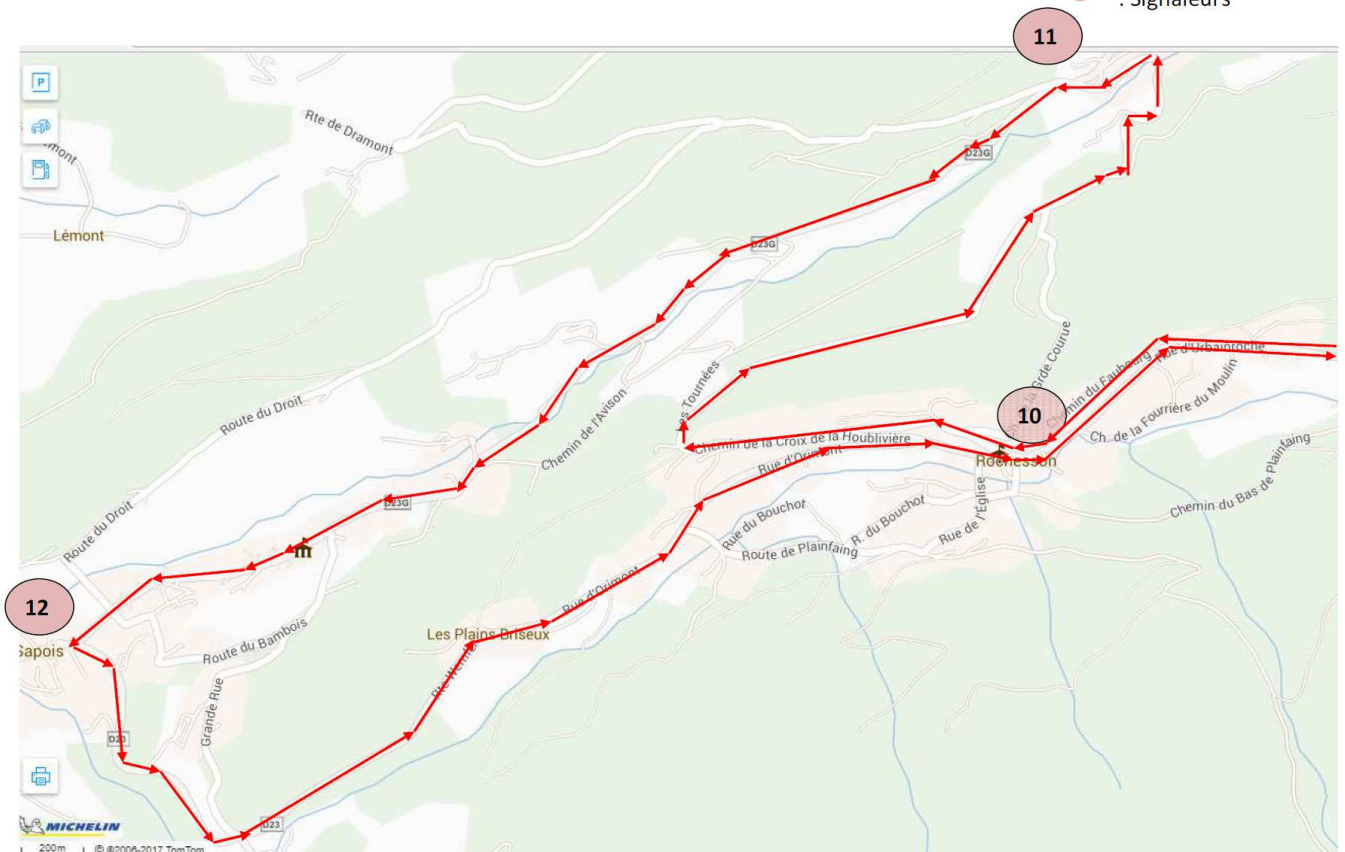 : Signaleurs
11
P
Rte de Dramont
D23G
Lémont
D23G
Chemin du Faubourg
Rue d'Urbainroche
Les Tournées
Route du Droit
Chemin de l'Avison
10
Ch. de la Fourrière du Moulin
Chemin de la Croix de la Houblivière
Rue d'Orimont
Rochesson
Chemin du Bas de Plainfaing
D23G
Rue du Bouchot
R. du Bouchot
Rue de l'Église
Route du Droit
Route de Plainfaing
Rue d'Orimont
12
Les Plains Briseux
Sapois
Route du Bambois
Grande Rue
D23
D23
MICHELIN
200m
© @2006-2017 TomTom